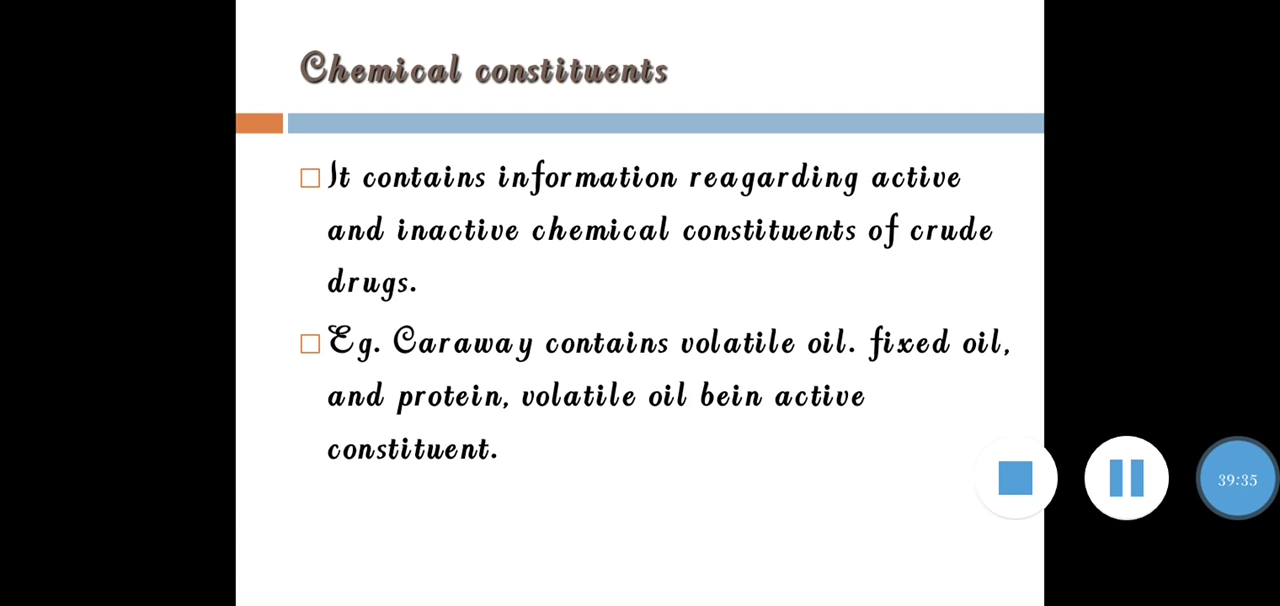 Chemical constituents
It contains information reagarding active
and inactive chemical constituents of crude
drugs.
Eg. Caraway contains volatile oil. fixed oil,
and protein, volatile oil bein active
constituent.
39:35